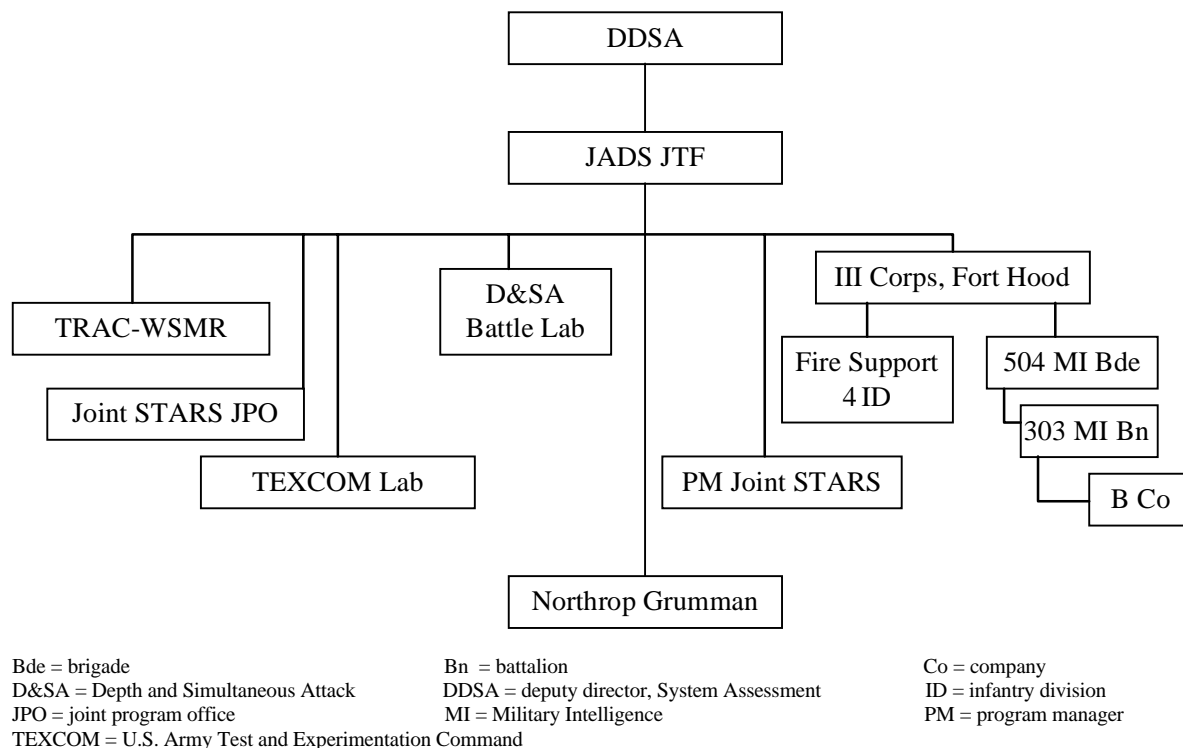 DDSA
JADS JTF
III Corps, Fort Hood
D&SA
Battle Lab
TRAC-WSMR
Fire Support
4 ID
504 MI Bde
Joint STARS JPO
303 MI Bn
TEXCOM Lab
PM Joint STARS
B Co
Northrop Grumman
Bde = brigade
Bn = battalion
Co = company
D&SA = Depth and Simultaneous Attack
DDSA = deputy director, System Assessment
ID = infantry division
JPO = joint program office
MI = Military Intelligence
PM = program manager
TEXCOM = U.S. Army Test and Experimentation Command